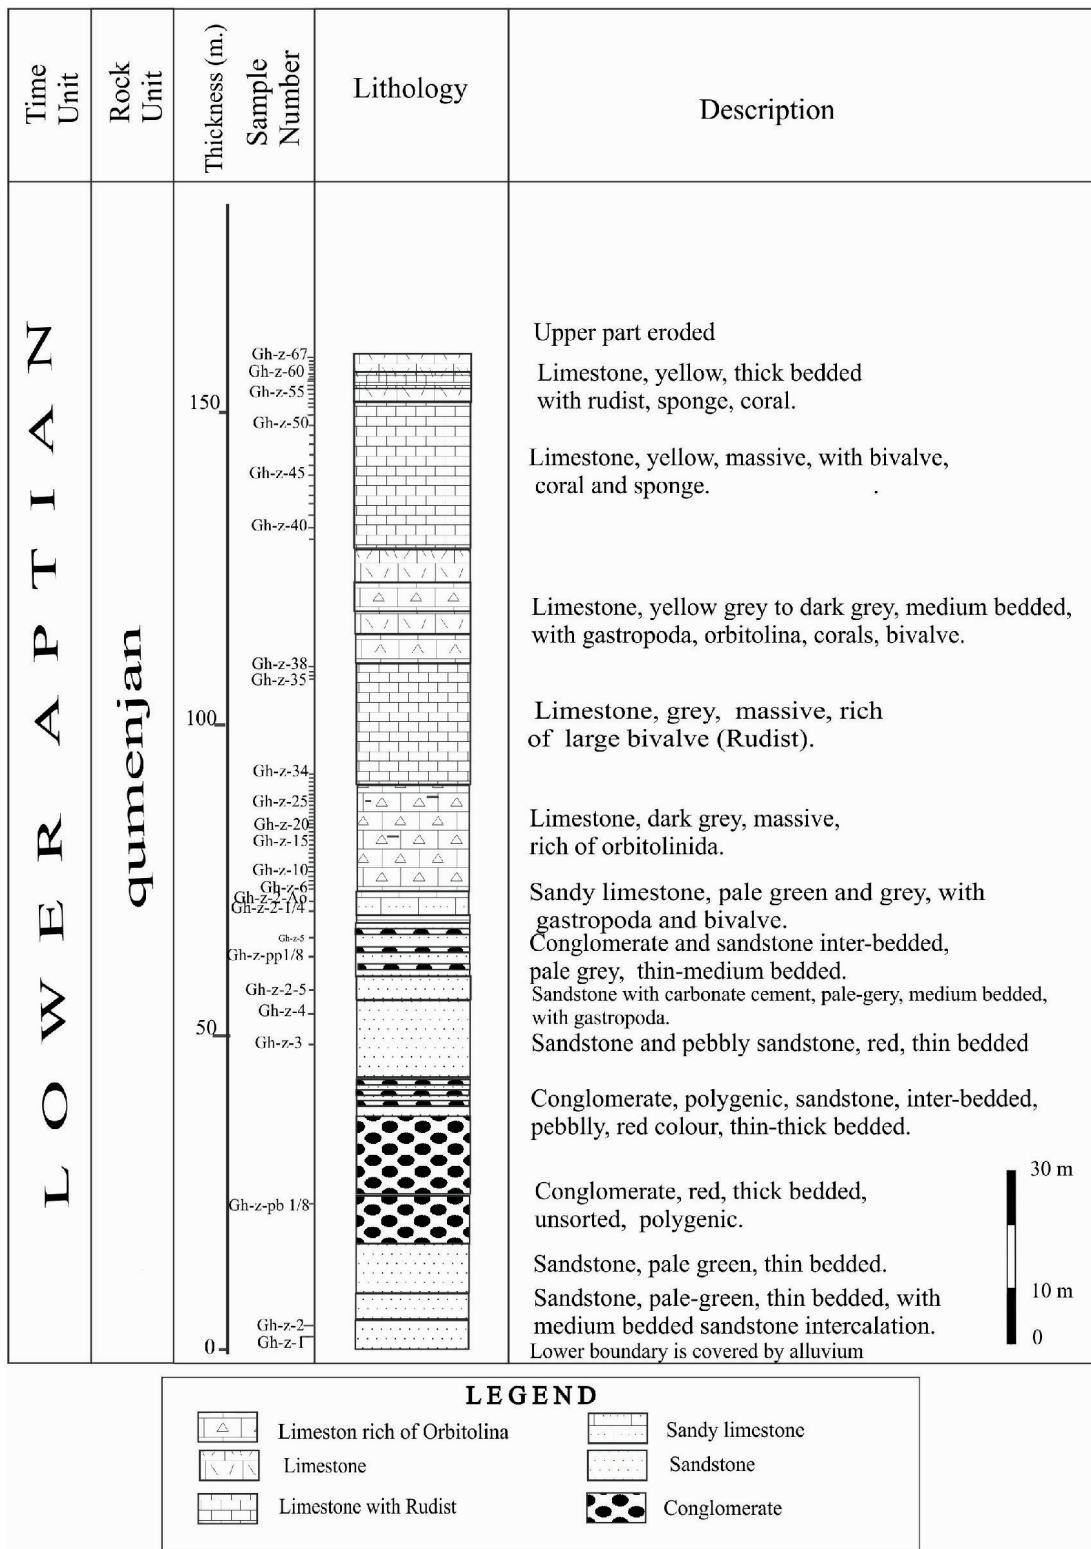 Time
Unit
Rock
Unit
Thickness (m.)
Sample
Number
Lithology
Description
LOWER APTIAN
qumenjan
150
100
50
0
Gh-z-67
Gh-z-60
Gh-z-55
Gh-z-50
Gh-z-45
Gh-z-40
Gh-z-38
Gh-z-35
Gh-z-34
Gh-z-25
Gh-z-20
Gh-z-15
Gh-z-10
Gh-z-6
Gh-z-2-1/4
Gh-z-5
Gh-z-pp1/8
Gh-z-2-5
Gh-z-4
Gh-z-3
Gh-z-pb 1/8
Gh-z-2
Gh-z-1
Upper part eroded
Limestone, yellow, thick bedded
with rudist, sponge, coral.
Limestone, yellow, massive, with bivalve,
coral and sponge. .
Limestone, yellow grey to dark grey, medium bedded,
with gastropoda, orbitolina, corals, bivalve.
Limestone, grey, massive, rich
of large bivalve (Rudist).
Limestone, dark grey, massive,
rich of orbitolinida.
Sandy limestone, pale green and grey, with
gastropoda and bivalve.
Conglomerate and sandstone inter-bedded,
pale grey, thin-medium bedded.
Sandstone with carbonate cement, pale-gery, medium bedded,
with gastropoda.
Sandstone and pebbly sandstone, red, thin bedded
Conglomerate, polygenic, sandstone, inter-bedded,
pebblly, red colour, thin-thick bedded.
Conglomerate, red, thick bedded,
unsorted, polygenic.
Sandstone, pale green, thin bedded.
Sandstone, pale-green, thin bedded, with
medium bedded sandstone intercalation.
Lower boundary is covered by alluvium
30 m
10 m
0
LEGEND
Limeston rich of Orbitolina
Limestone
Limestone with Rudist
Sandy limestone
Sandstone
Conglomerate